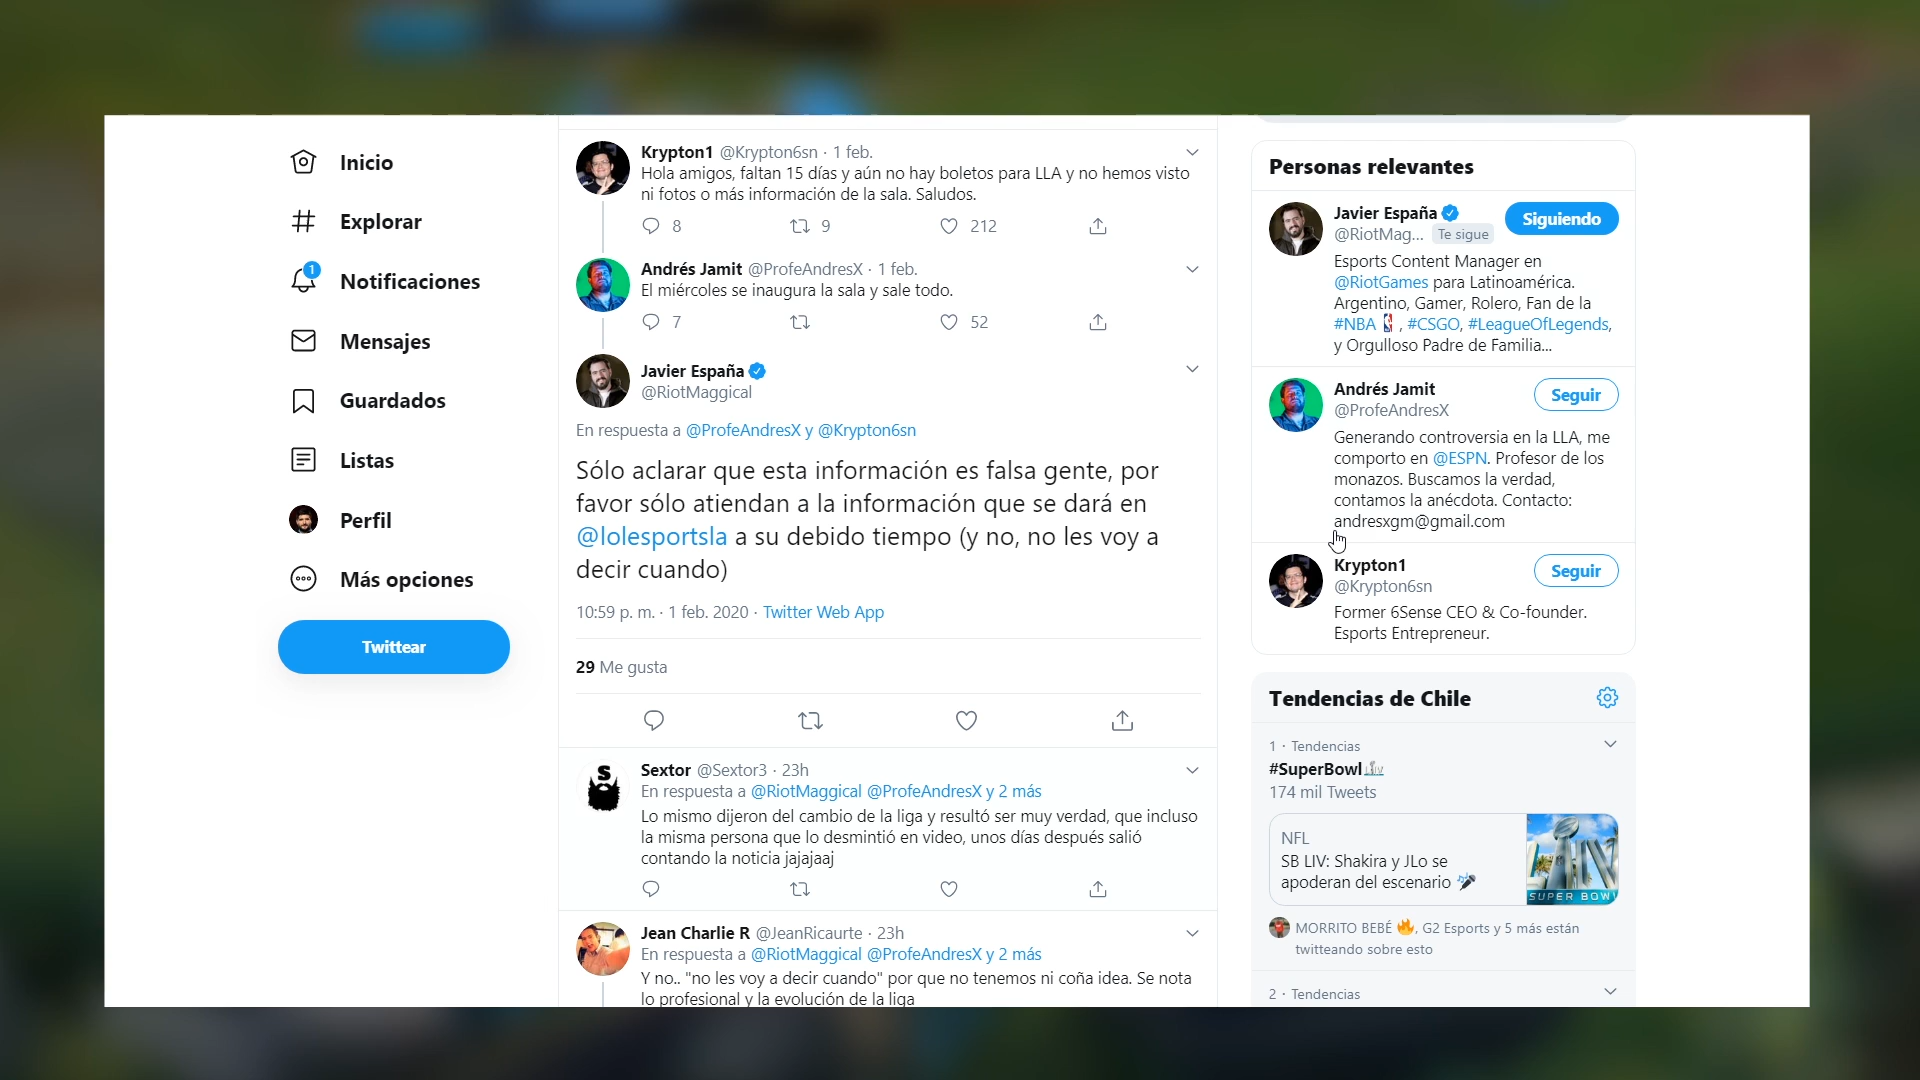 Inicio
Explorar
1
Notificaciones
Mensajes
Guardados
Listas
Perfil
Más opciones
Twittear
Krypton1 @Krypton6sn · 1 feb.
Hola amigos, faltan 15 días y aún no hay boletos para LLA y no hemos visto
ni fotos o más información de la sala. Saludos.
8 9 212
Andrés Jamit @ProfeAndresX · 1 feb.
El miércoles se inaugura la sala y sale todo.
7 52
Javier España
@RiotMaggical
En respuesta a @ProfeAndresX y @Krypton6sn
Sólo aclarar que esta información es falsa gente, por
favor sólo atiendan a la información que se dará en
@lolesportsla a su debido tiempo (y no, no les voy a
decir cuando)
10:59 p. m. · 1 feb. 2020 · Twitter Web App
29 Me gusta
Sextor @Sextor3 · 23h
En respuesta a @RiotMaggical @ProfeAndresX y 2 más
Lo mismo dijeron del cambio de la liga y resultó ser muy verdad, que incluso
la misma persona que lo desmintió en video, unos días después salió
contando la noticia jajajaaj
Jean Charlie R @JeanRicaurte · 23h
En respuesta a @RiotMaggical @ProfeAndresX y 2 más
Y no.. "no les voy a decir cuando" por que no tenemos ni coña idea. Se nota
lo profesional y la evolución de la liga
Personas relevantes
Javier España
@RiotMag... Te sigue
Siguiendo
Esports Content Manager en
@RiotGames para Latinoamérica.
Argentino, Gamer, Rolero, Fan de la
#NBA , #CSGO, #LeagueOfLegends,
y Orgulloso Padre de Familia...
Andrés Jamit
@ProfeAndresX
Seguir
Generando controversia en la LLA, me
comporto en @ESPN. Profesor de los
monazos. Buscamos la verdad,
contamos la anécdota. Contacto:
andresxgm@gmail.com
Krypton1
@Krypton6sn
Seguir
Former 6Sense CEO & Co-founder.
Esports Entrepreneur.
Tendencias de Chile
1 · Tendencias
#SuperBowl
174 mil Tweets
NFL
SB LIV: Shakira y JLo se
apoderan del escenario
SUPER BOWL
MORRITO BEBÉ 🔥, G2 Esports y 5 más están
twitteando sobre esto
2 · Tendencias